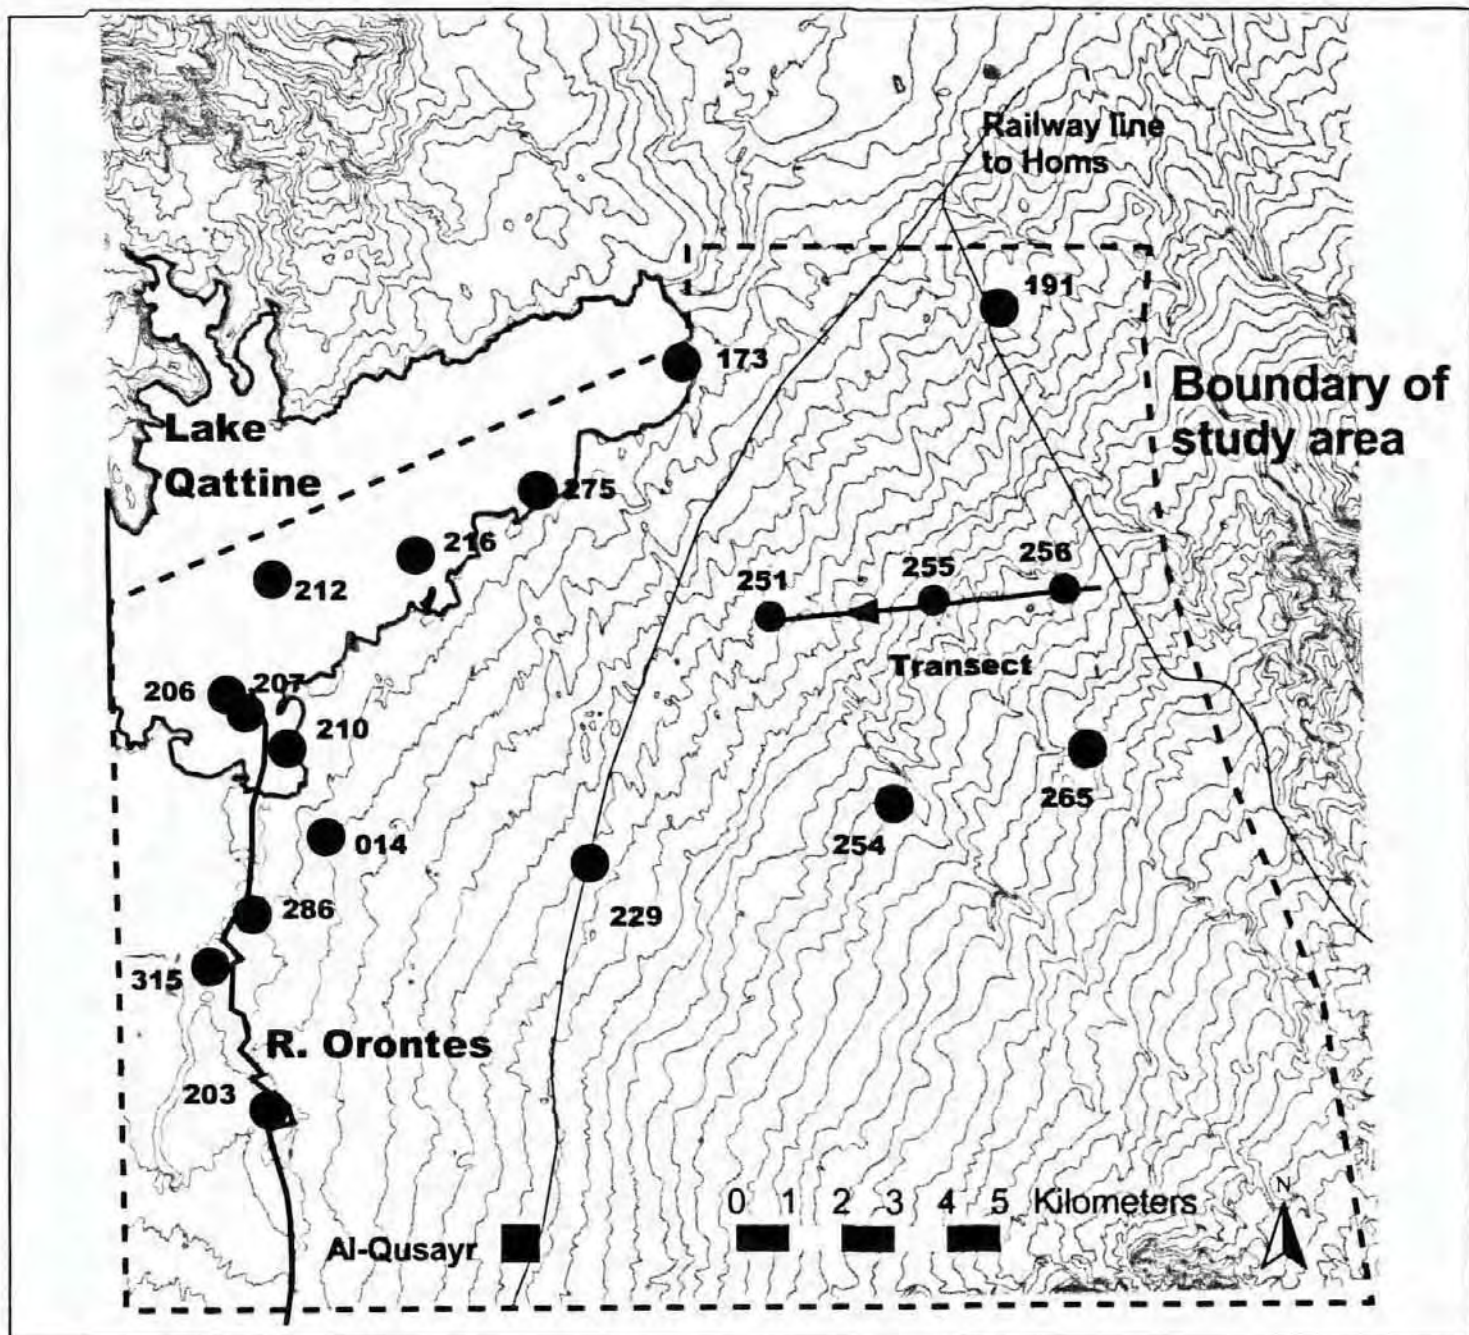 Railway line
to Homs
191
173
Boundary of
study area
Lake
Qattine
275
216
212
251
255
256
Transect
206
207
210
265
254
014
229
286
315
R. Orontes
203
0 1 2 3 4 5 Kilometers
N
Al-Qusayr